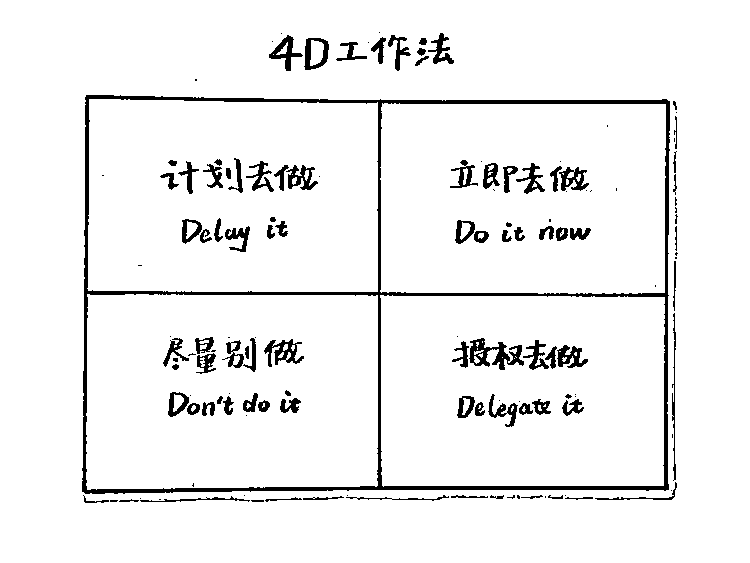 4D工作法
计划去做
Delay it
立即去做
Do it now
尽量别做
Don't do it
授权去做
Delegate it